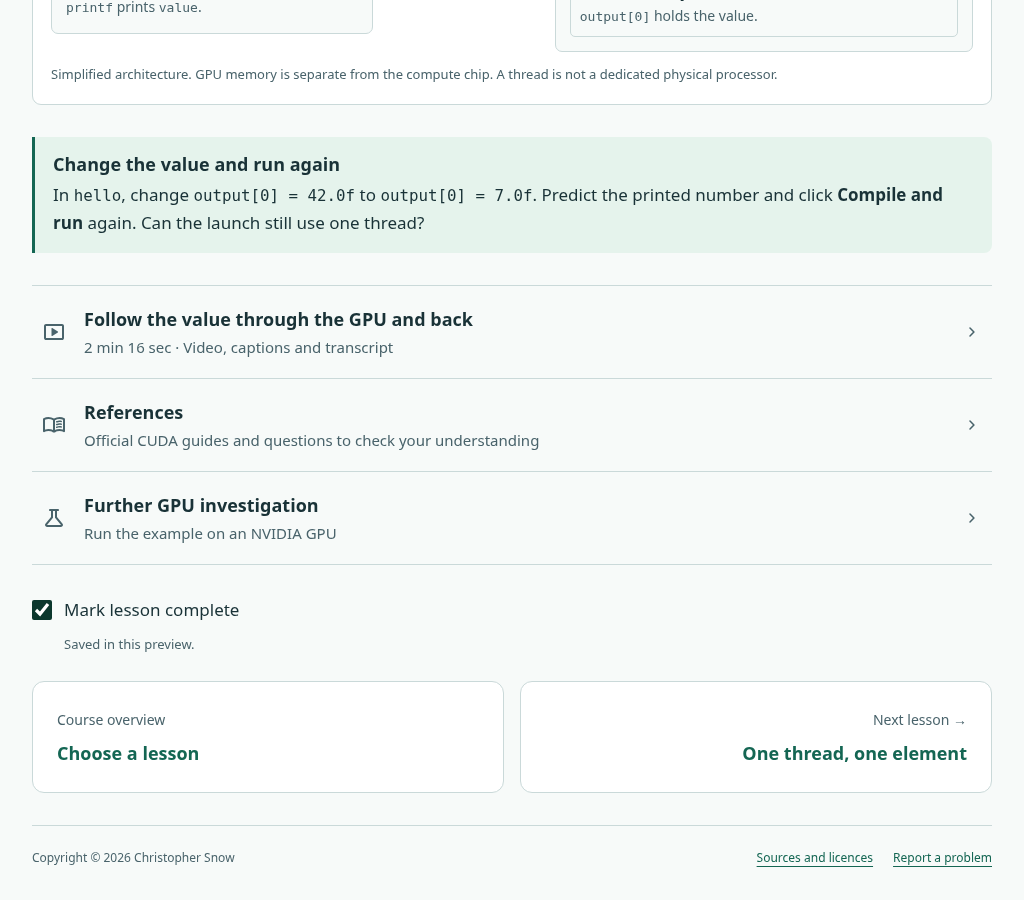 printf prints value.
output[0] holds the value.
Simplified architecture. GPU memory is separate from the compute chip. A thread is not a dedicated physical processor.
Change the value and run again
In hello, change output[0] = 42.0f to output[0] = 7.0f. Predict the printed number and click Compile and
run again. Can the launch still use one thread?
Follow the value through the GPU and back
2 min 16 sec · Video, captions and transcript
References
Official CUDA guides and questions to check your understanding
Further GPU investigation
Run the example on an NVIDIA GPU
Mark lesson complete
Saved in this preview.
Course overview
Choose a lesson
Next lesson →
One thread, one element
Copyright © 2026 Christopher Snow
Sources and licences
Report a problem